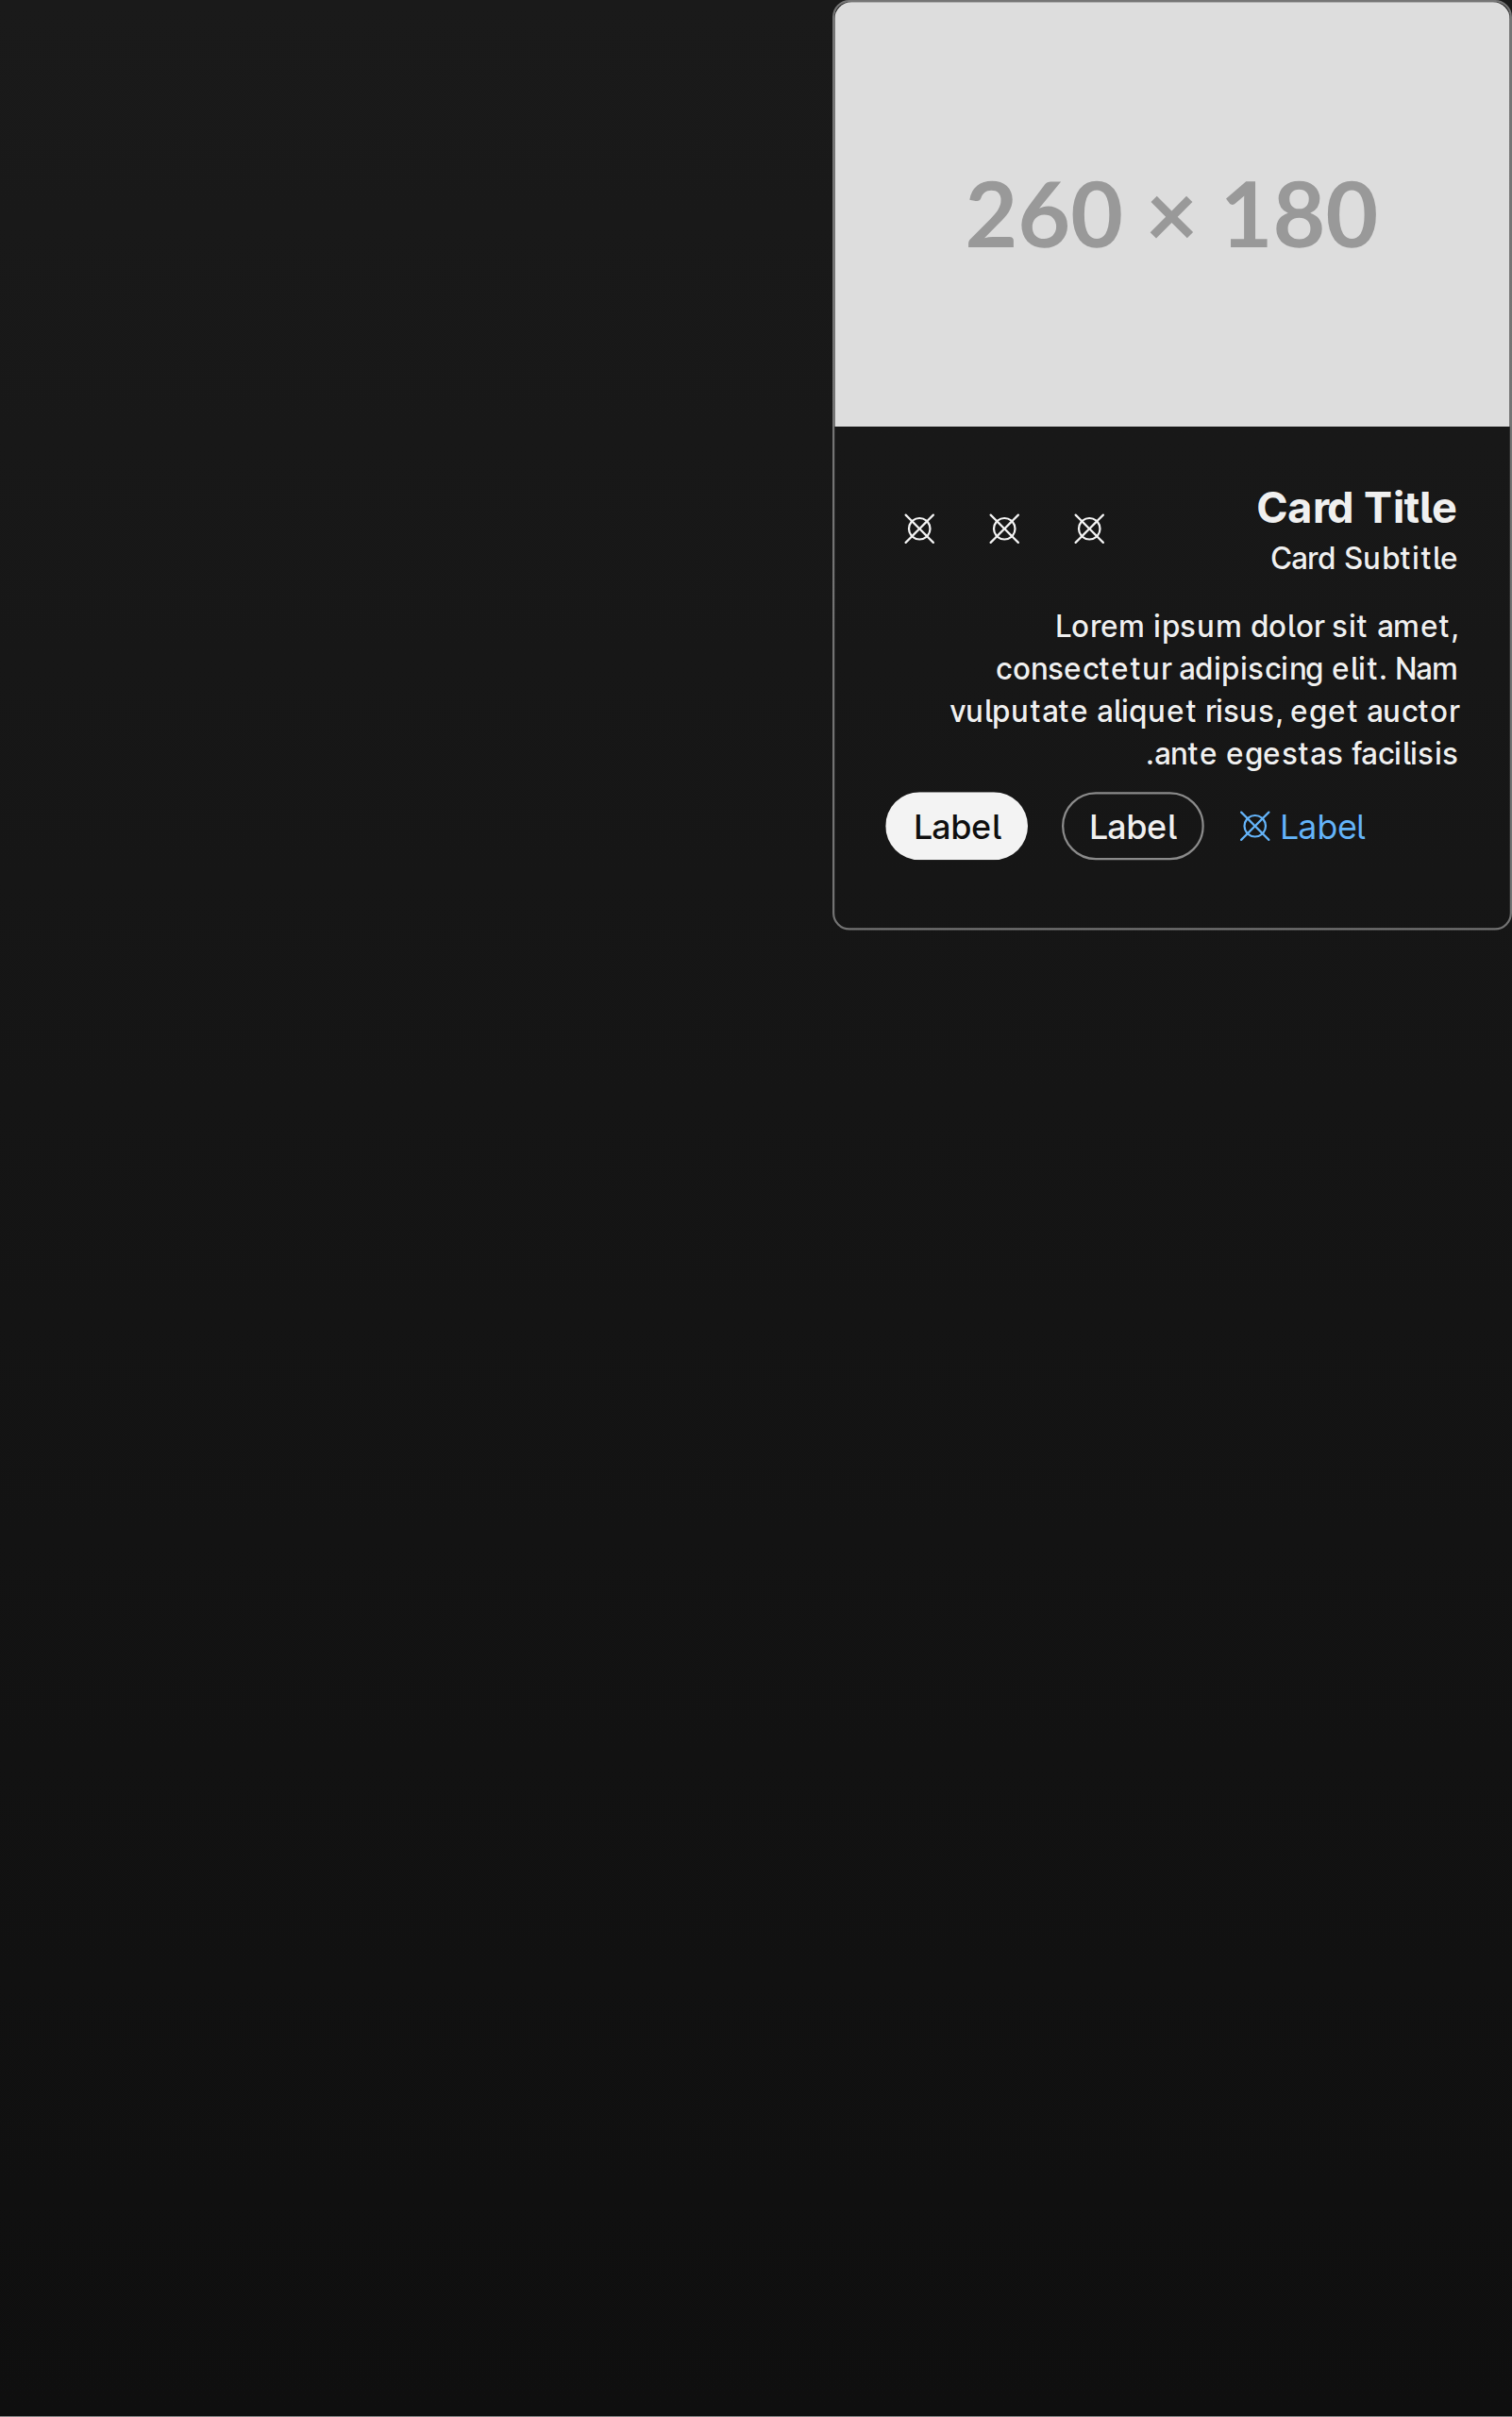 260 × 180
Card Title
Card Subtitle
Lorem ipsum dolor sit amet,
consectetur adipiscing elit. Nam
vulputate aliquet risus, eget auctor
.ante egestas facilisis
Label
Label
Label